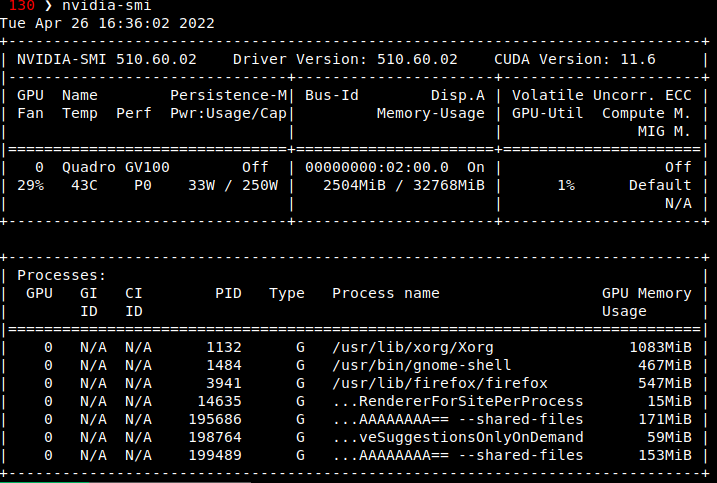 130 ❯ nvidia-smi
Tue Apr 26 16:36:02 2022
+-----------------------------------------------------------------------------+
| NVIDIA-SMI 510.60.02    Driver Version: 510.60.02    CUDA Version: 11.6     |
|-------------------------------+----------------------+----------------------+
| GPU  Name        Persistence-M| Bus-Id        Disp.A | Volatile Uncorr. ECC |
| Fan  Temp  Perf  Pwr:Usage/Cap|         Memory-Usage | GPU-Util  Compute M. |
|                               |                      |               MIG M. |
|===============================+======================+======================|
|   0  Quadro GV100        Off  | 00000000:02:00.0  On |                  Off |
| 29%   43C    P0    33W / 250W |   2504MiB / 32768MiB |      1%      Default |
|                               |                      |                  N/A |
+-------------------------------+----------------------+----------------------+

+-----------------------------------------------------------------------------+
| Processes:                                                                  |
|  GPU   GI   CI        PID   Type   Process name                  GPU Memory |
|        ID   ID                                                   Usage      |
|=============================================================================|
|    0   N/A  N/A      1132      G   /usr/lib/xorg/Xorg               1083MiB |
|    0   N/A  N/A      1484      G   /usr/bin/gnome-shell              467MiB |
|    0   N/A  N/A      3941      G   /usr/lib/firefox/firefox          547MiB |
|    0   N/A  N/A     14635      G   ...RendererForSitePerProcess       15MiB |
|    0   N/A  N/A    195686      G   ...AAAAAAAA== --shared-files      171MiB |
|    0   N/A  N/A    198764      G   ...veSuggestionsOnlyOnDemand       59MiB |
|    0   N/A  N/A    199489      G   ...AAAAAAAA== --shared-files      153MiB |
+-----------------------------------------------------------------------------+